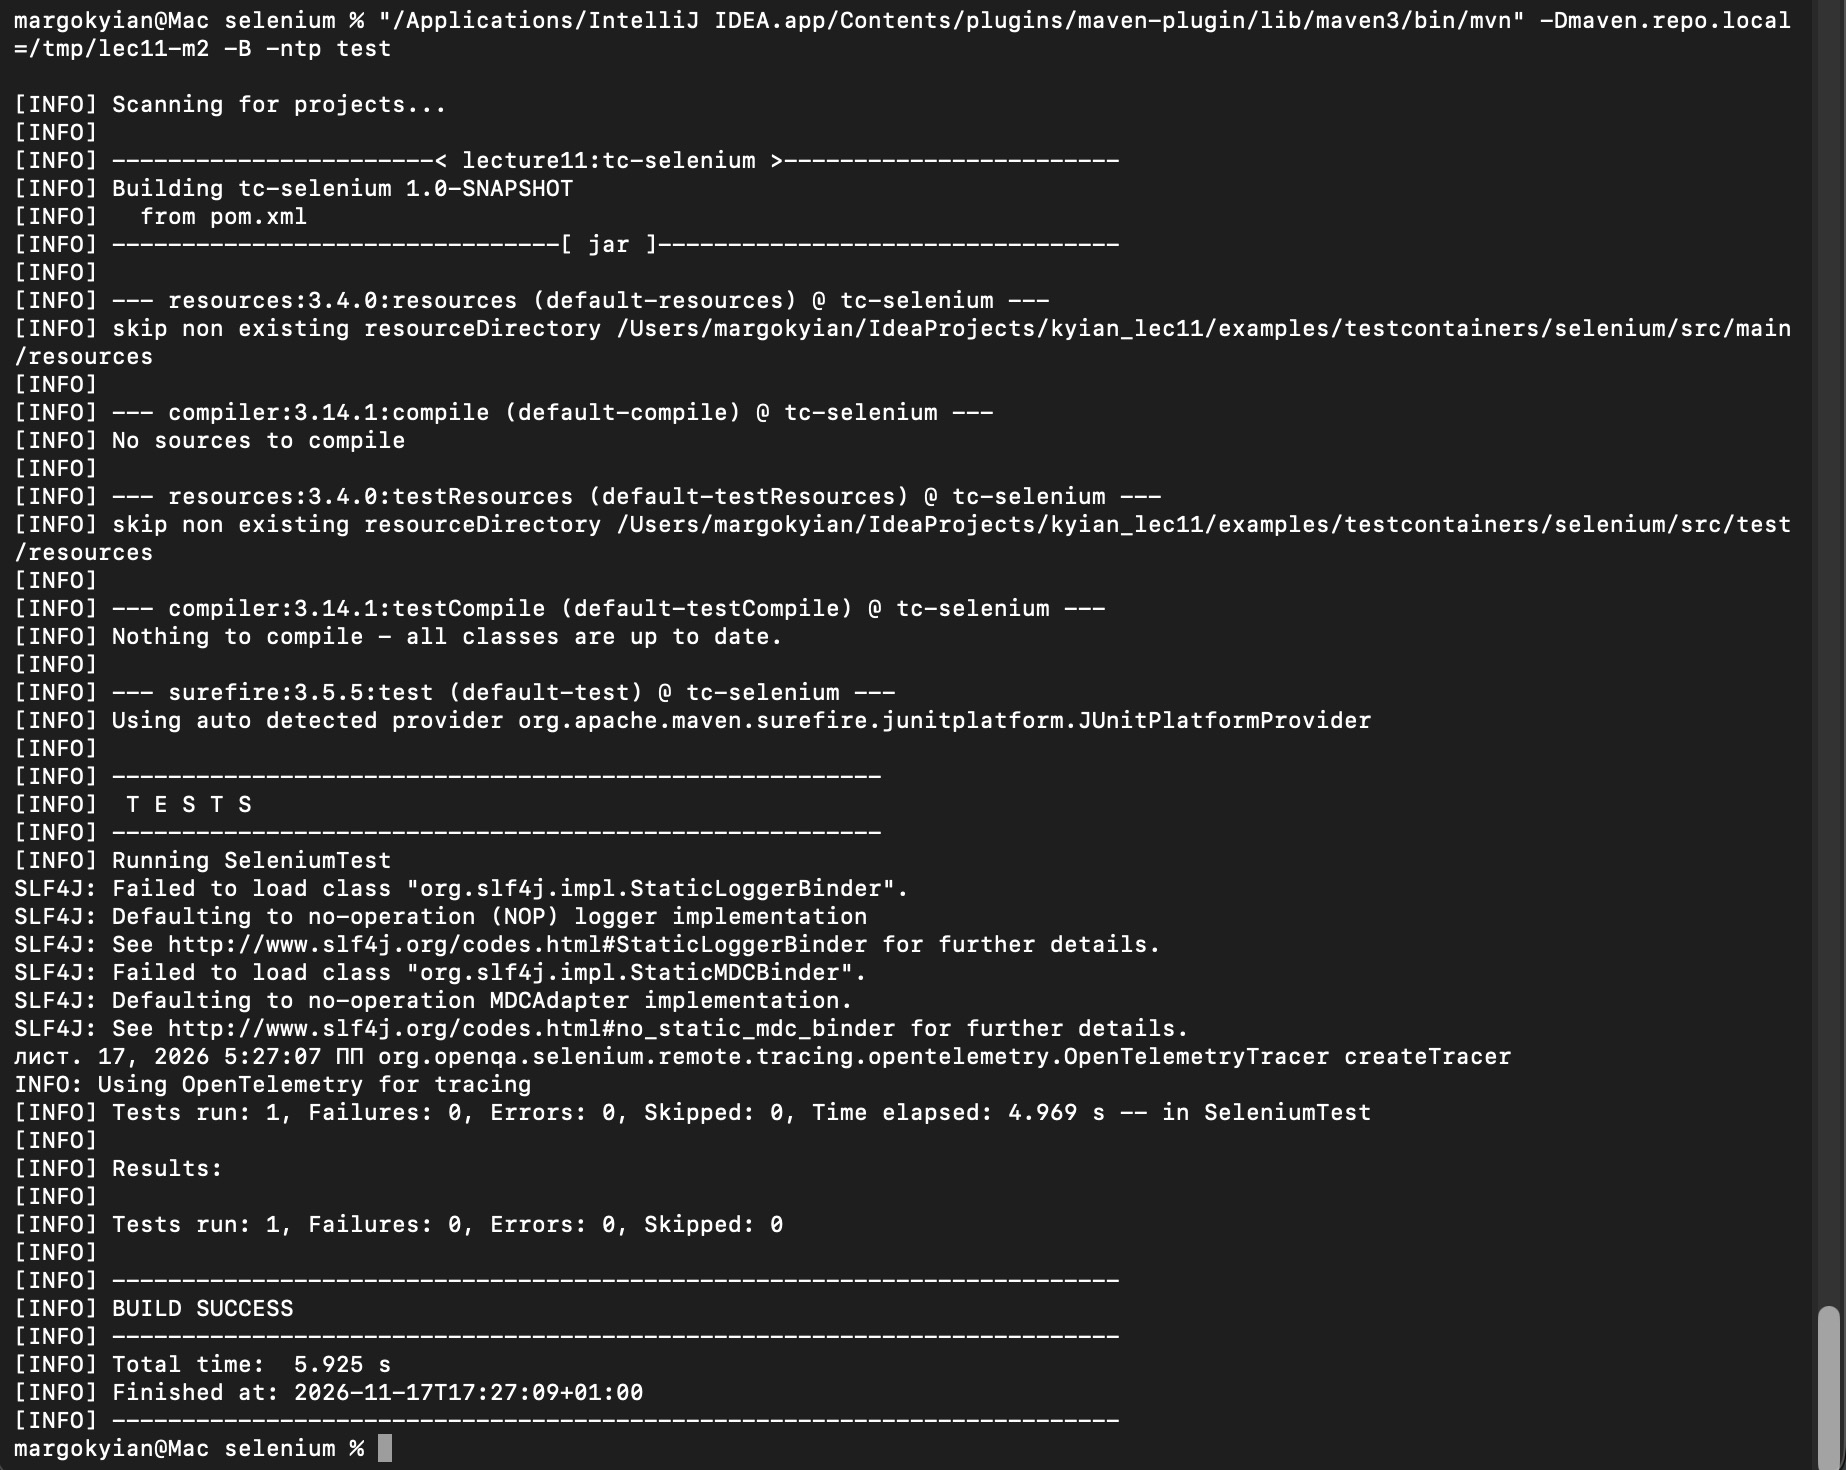 margokyian@Mac selenium % "/Applications/IntelliJ IDEA.app/Contents/plugins/maven-plugin/lib/maven3/bin/mvn" -Dmaven.repo.local
=/tmp/lec11-m2 -B -ntp test
[INFO] Scanning for projects...
[INFO]
[INFO] -----------------------< lecture11:tc-selenium >------------------------
[INFO] Building tc-selenium 1.0-SNAPSHOT
[INFO]   from pom.xml
[INFO] --------------------------------[ jar ]---------------------------------
[INFO]
[INFO] --- resources:3.4.0:resources (default-resources) @ tc-selenium ---
[INFO] skip non existing resourceDirectory /Users/margokyian/IdeaProjects/kyian_lec11/examples/testcontainers/selenium/src/main
/resources
[INFO]
[INFO] --- compiler:3.14.1:compile (default-compile) @ tc-selenium ---
[INFO] No sources to compile
[INFO]
[INFO] --- resources:3.4.0:testResources (default-testResources) @ tc-selenium ---
[INFO] skip non existing resourceDirectory /Users/margokyian/IdeaProjects/kyian_lec11/examples/testcontainers/selenium/src/test
/resources
[INFO]
[INFO] --- compiler:3.14.1:testCompile (default-testCompile) @ tc-selenium ---
[INFO] Nothing to compile - all classes are up to date.
[INFO]
[INFO] --- surefire:3.5.5:test (default-test) @ tc-selenium ---
[INFO] Using auto detected provider org.apache.maven.surefire.junitplatform.JUnitPlatformProvider
[INFO]
[INFO] -------------------------------------------------------
[INFO]  T E S T S
[INFO] -------------------------------------------------------
[INFO] Running SeleniumTest
SLF4J: Failed to load class "org.slf4j.impl.StaticLoggerBinder".
SLF4J: Defaulting to no-operation (NOP) logger implementation
SLF4J: See http://www.slf4j.org/codes.html#StaticLoggerBinder for further details.
SLF4J: Failed to load class "org.slf4j.impl.StaticMDCBinder".
SLF4J: Defaulting to no-operation MDCAdapter implementation.
SLF4J: See http://www.slf4j.org/codes.html#no_static_mdc_binder for further details.
лист. 17, 2026 5:27:07 ПП org.openqa.selenium.remote.tracing.opentelemetry.OpenTelemetryTracer createTracer
INFO: Using OpenTelemetry for tracing
[INFO] Tests run: 1, Failures: 0, Errors: 0, Skipped: 0, Time elapsed: 4.969 s -- in SeleniumTest
[INFO]
[INFO] Results:
[INFO]
[INFO] Tests run: 1, Failures: 0, Errors: 0, Skipped: 0
[INFO]
[INFO] ------------------------------------------------------------------------
[INFO] BUILD SUCCESS
[INFO] ------------------------------------------------------------------------
[INFO] Total time:  5.925 s
[INFO] Finished at: 2026-11-17T17:27:09+01:00
[INFO] ------------------------------------------------------------------------
margokyian@Mac selenium %